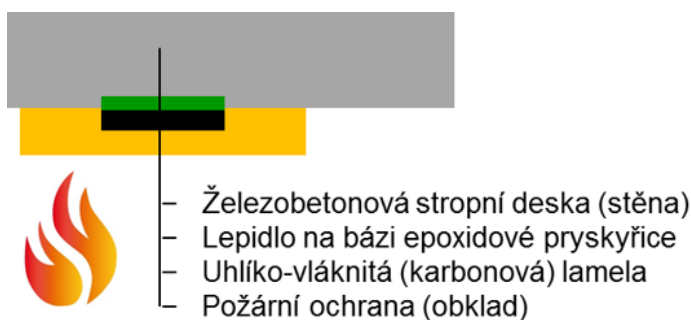 Železobetonová stropní deska (stěna)
Lepidlo na bázi epoxidové pryskyřice
Uhlíko-vláknitá (karbonová) lamela
Požární ochrana (obklad)